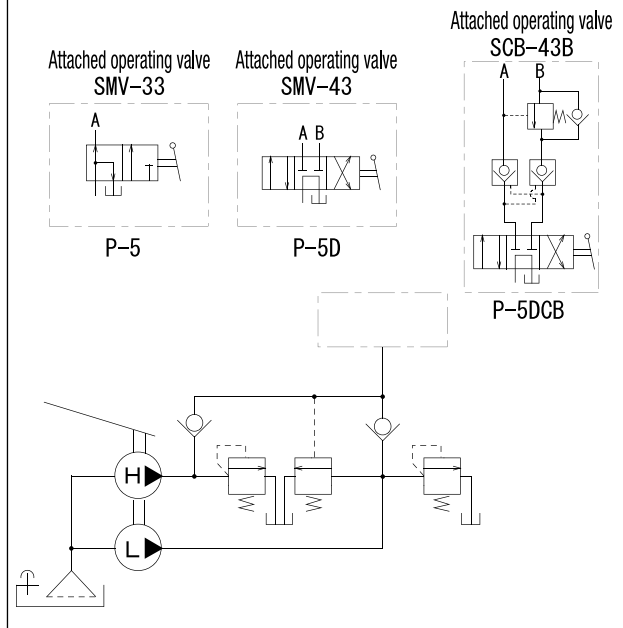 Attached operating valve
SMV-33
A
P-5
Attached operating valve
SMV-43
A B
P-5D
Attached operating valve
SCB-43B
A B
P-5DCB
H
L